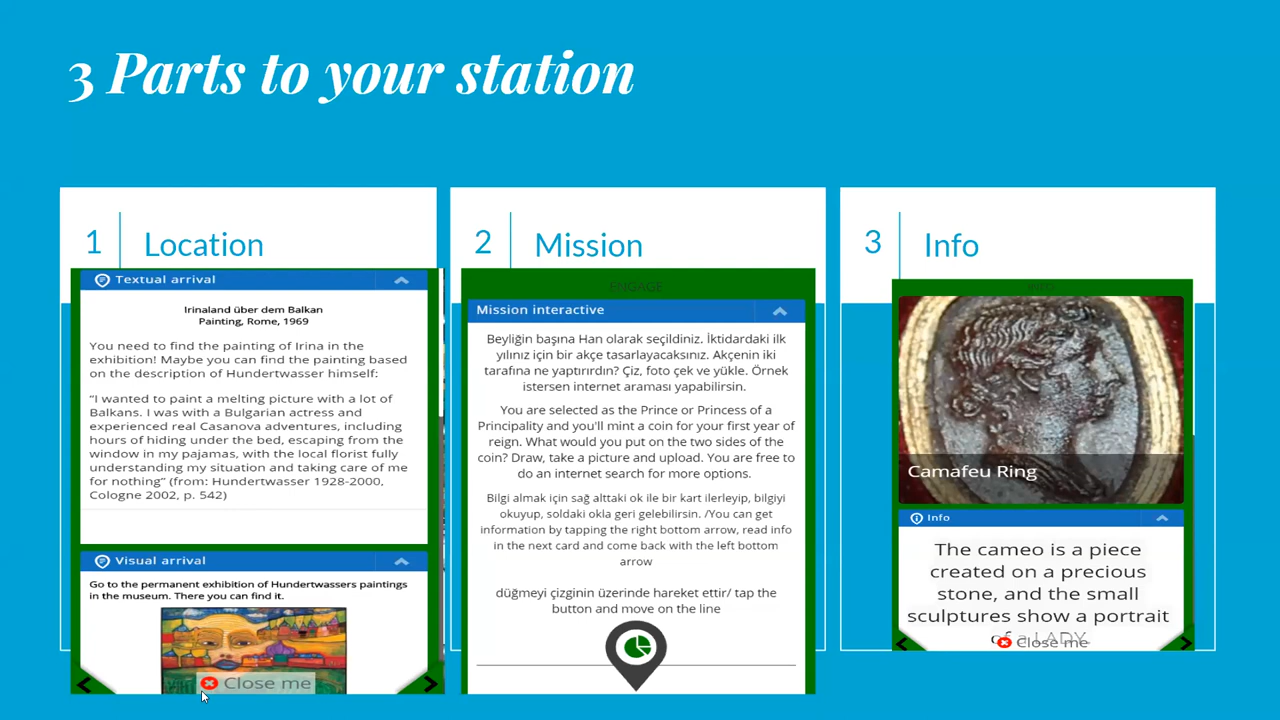 3 Parts to your station
1
Location
Textual arrival
Irinaland über dem Balkan
Painting, Rome, 1969
You need to find the painting of Irina in the
exhibition! Maybe you can find the painting based
on the description of Hundertwasser himself:
“I wanted to paint a melting picture with a lot of
Balkans. I was with a Bulgarian actress and
experienced real Casanova adventures, including
hours of hiding under the bed, escaping from the
window in my pajamas, with the local florist fully
understanding my situation and taking care of me
for nothing” (from: Hundertwasser 1928-2000,
Cologne 2002, p. 542)
Visual arrival
Go to the permanent exhibition of Hundertwassers paintings
in the museum. There you can find it.
Close me
2
Mission
ENGAGE
Mission interactive
Beyliğin başına Han olarak seçildiniz. İktidardaki ilk
yılınız için bir akçe tasarlayacaksınız. Akçenin iki
tarafına ne yaptırırdın? Çiz, foto çek ve yükle. Örnek
istersen internet araması yapabilirsin.
You are selected as the Prince or Princess of a
Principality and you'll mint a coin for your first year of
reign. What would you put on the two sides of the
coin? Draw, take a picture and upload. You are free to
do an internet search for more options.
Bilgi almak için sağ alttaki ok ile bir kart ilerleyip, bilgiyi
okuyup, soldaki okla geri gelebilirsin. /You can get
information by tapping the right bottom arrow, read info
in the next card and come back with the left bottom
arrow
düğmeyi çizginin üzerinde hareket ettir/ tap the
button and move on the line
3
Info
INFO
Camafeu Ring
Info
The cameo is a piece
created on a precious
stone, and the small
sculptures show a portrait
of a LADY
Close me